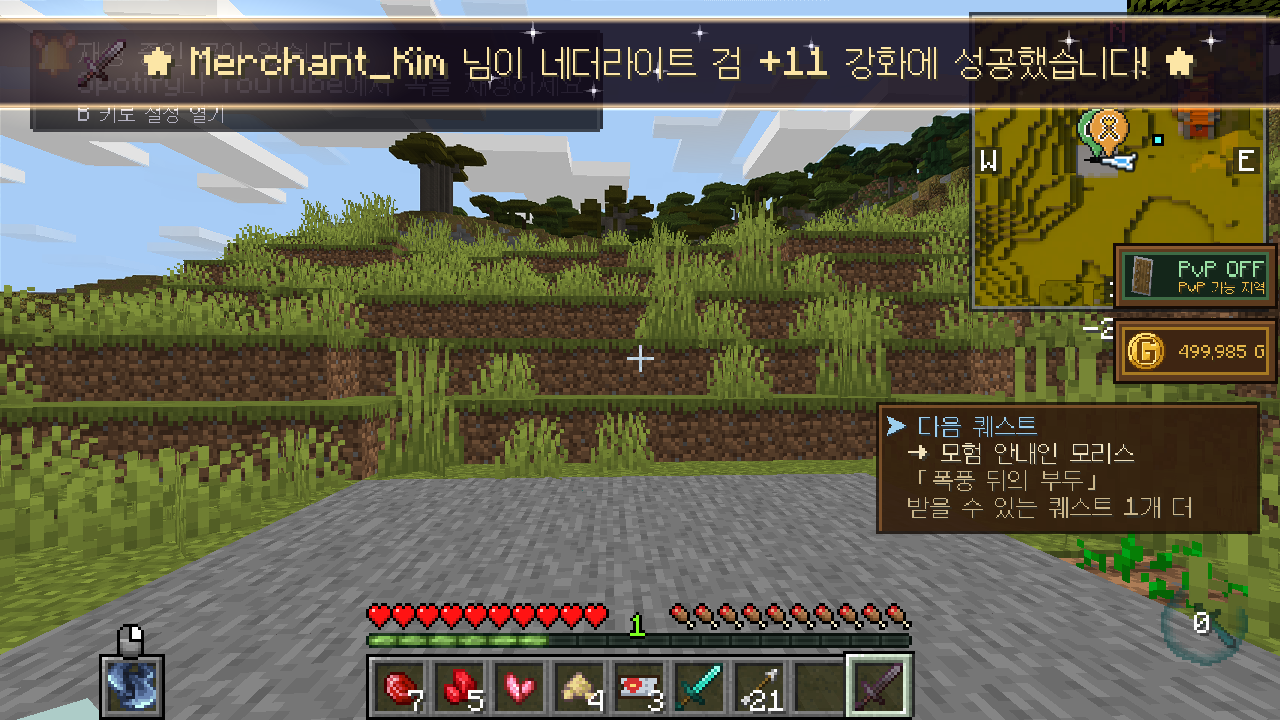 ★ Merchant_Kim 님이 네더라이트 검 +11 강화에 성공했습니다! ★
B 키로 설정 열기
W
E
PvP OFF
PvP 가능 지역
499,985 G
➤ 다음 퀘스트
→ 모험 안내인 모리스
「폭풍 뒤의 부두」
받을 수 있는 퀘스트 1개 더
1
0
7
5
4
3
21